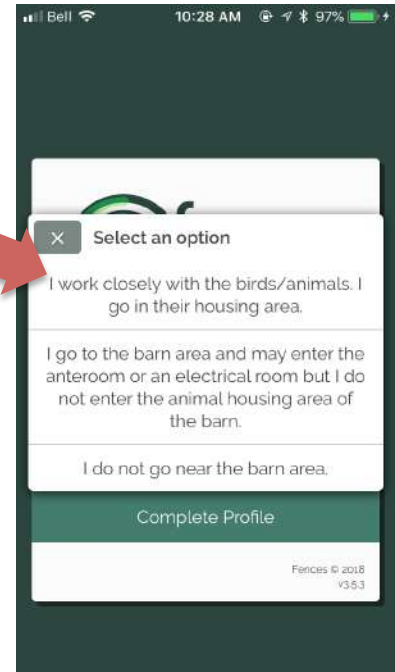 Bell 10:28 AM 97%
Select an option
I work closely with the birds/animals. I
go in their housing area.
I go to the barn area and may enter the
anteroom or an electrical room but I do
not enter the animal housing area of
the barn.
I do not go near the barn area.
Complete Profile
Fences © 2018
v3.5.3